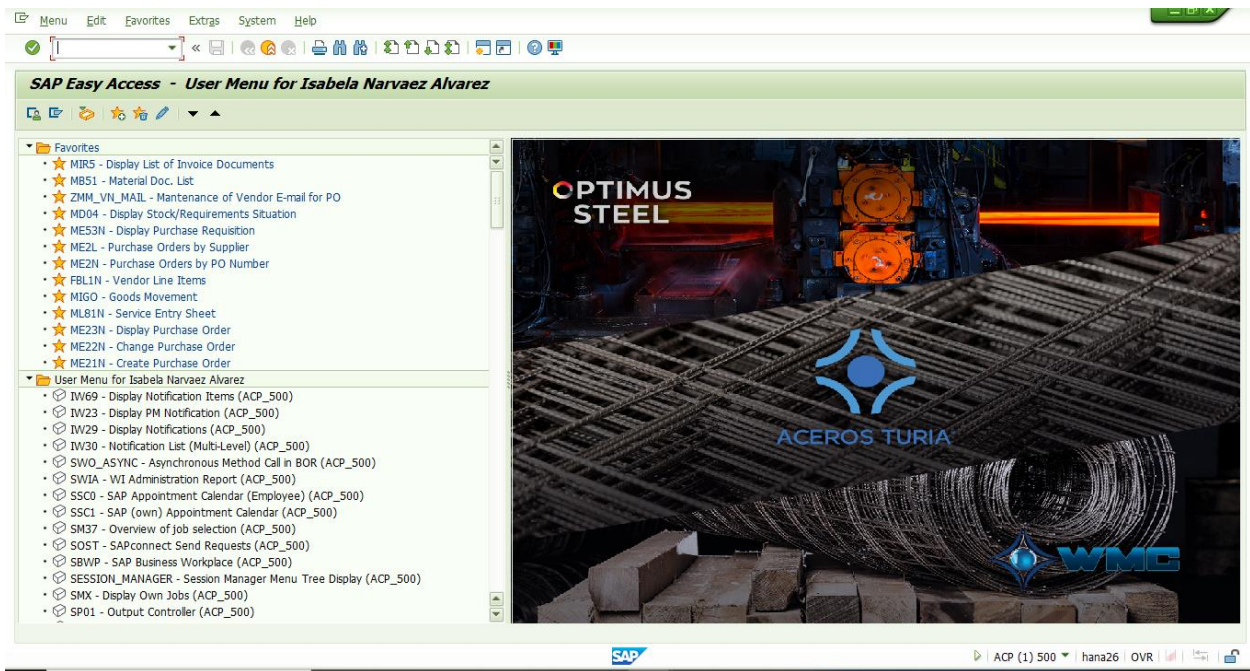 Menu Edit Favorites Extras System Help
SAP Easy Access - User Menu for Isabela Narvaez Alvarez
Favorites
MIR5 - Display List of Invoice Documents
MB51 - Material Doc. List
ZMM_VN_MAIL - Mantenance of Vendor E-mail for PO
MD04 - Display Stock/Requirements Situation
ME53N - Display Purchase Requisition
ME2L - Purchase Orders by Supplier
ME2N - Purchase Orders by PO Number
FBL1N - Vendor Line Items
MIGO - Goods Movement
ML81N - Service Entry Sheet
ME23N - Display Purchase Order
ME22N - Change Purchase Order
ME21N - Create Purchase Order
User Menu for Isabela Narvaez Alvarez
IW69 - Display Notification Items (ACP_500)
IW23 - Display PM Notification (ACP_500)
IW29 - Display Notifications (ACP_500)
IW30 - Notification List (Multi-Level) (ACP_500)
SWO_ASYNC - Asynchronous Method Call in BOR (ACP_500)
SWIA - WI Administration Report (ACP_500)
SSC0 - SAP Appointment Calendar (Employee) (ACP_500)
SSC1 - SAP (own) Appointment Calendar (ACP_500)
SM37 - Overview of job selection (ACP_500)
SOST - SAPconnect Send Requests (ACP_500)
SBWP - SAP Business Workplace (ACP_500)
SESSION_MANAGER - Session Manager Menu Tree Display (ACP_500)
SMX - Display Own Jobs (ACP_500)
SP01 - Output Controller (ACP_500)
OPTIMUS
STEEL
ACEROS TURIA
WMC
SAP
ACP (1) 500 hana26 OVR